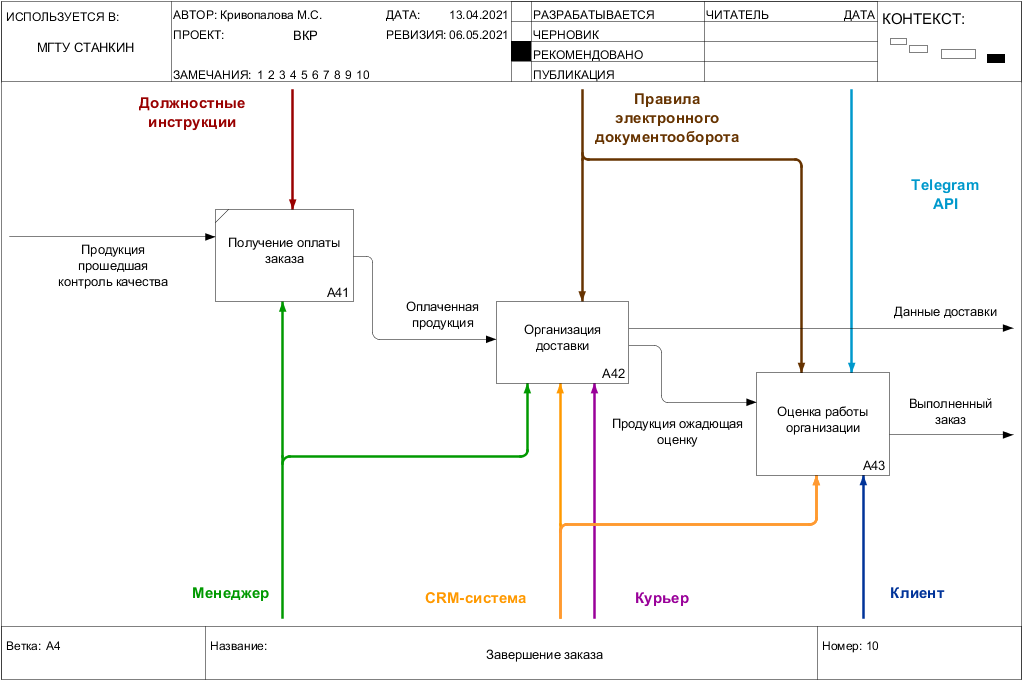 ИСПОЛЬЗУЕТСЯ В:
МГТУ СТАНКИН
АВТОР: Кривопалова М.С.
ДАТА: 13.04.2021
ПРОЕКТ: ВКР
РЕВИЗИЯ: 06.05.2021
ЗАМЕЧАНИЯ: 1 2 3 4 5 6 7 8 9 10
РАЗРАБАТЫВАЕТСЯ
ЧЕРНОВИК
РЕКОМЕНДОВАНО
ПУБЛИКАЦИЯ
ЧИТАТЕЛЬ
ДАТА
КОНТЕКСТ:
Должностные
инструкции
Правила
электронного
документооборота
Telegram
API
Продукция
прошедшая
контроль качества
Получение оплаты
заказа
A41
Оплаченная
продукция
Организация
доставки
A42
Данные доставки
Продукция ожадющая
оценку
Оценка работы
организации
A43
Выполненный
заказ
Менеджер
CRM-система
Курьер
Клиент
Ветка: A4
Название:
Завершение заказа
Номер: 10